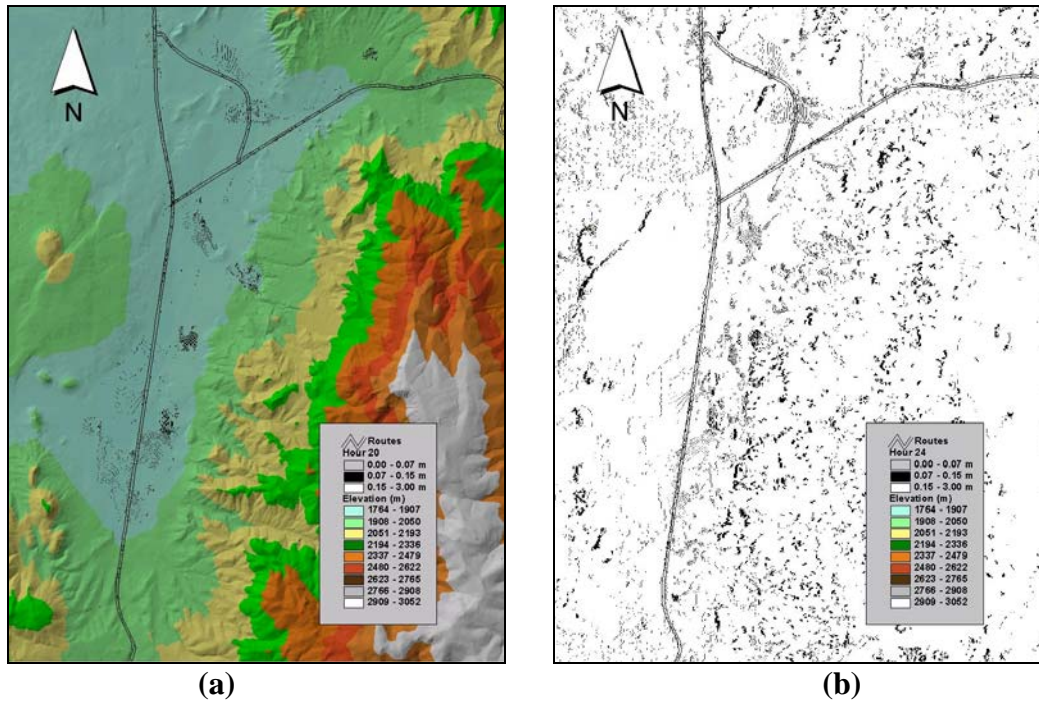 N
Routes
Hour 20
0.00 - 0.07 m
0.07 - 0.15 m
0.15 - 3.00 m
Elevation (m)
1764 - 1907
1908 - 2050
2051 - 2193
2194 - 2336
2337 - 2479
2480 - 2622
2623 - 2765
2766 - 2908
2909 - 3052
(a)
N
Routes
Hour 24
0.00 - 0.07 m
0.07 - 0.15 m
0.15 - 3.00 m
Elevation (m)
1764 - 1907
1908 - 2050
2051 - 2193
2194 - 2336
2337 - 2479
2480 - 2622
2623 - 2765
2766 - 2908
2909 - 3052
(b)